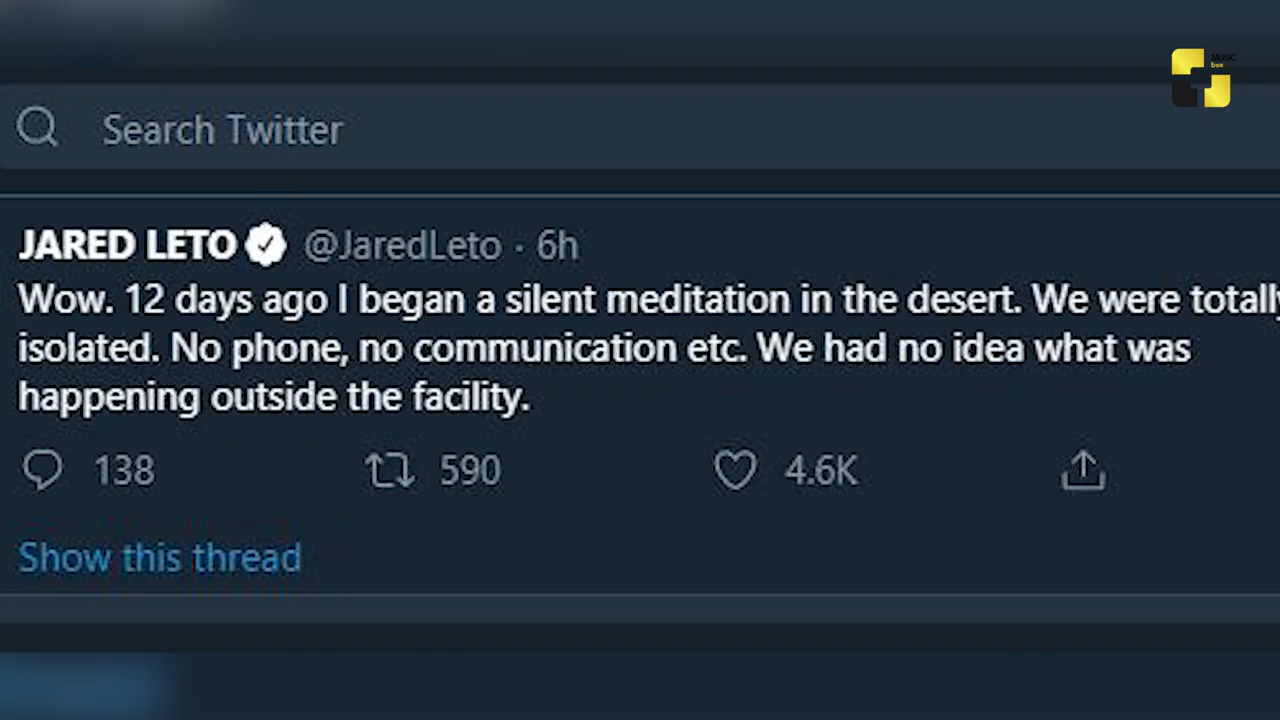 MUSIC
box
Search Twitter
JARED LETO @JaredLeto · 6h
Wow. 12 days ago I began a silent meditation in the desert. We were totally
isolated. No phone, no communication etc. We had no idea what was
happening outside the facility.
138 590 4.6K
Show this thread